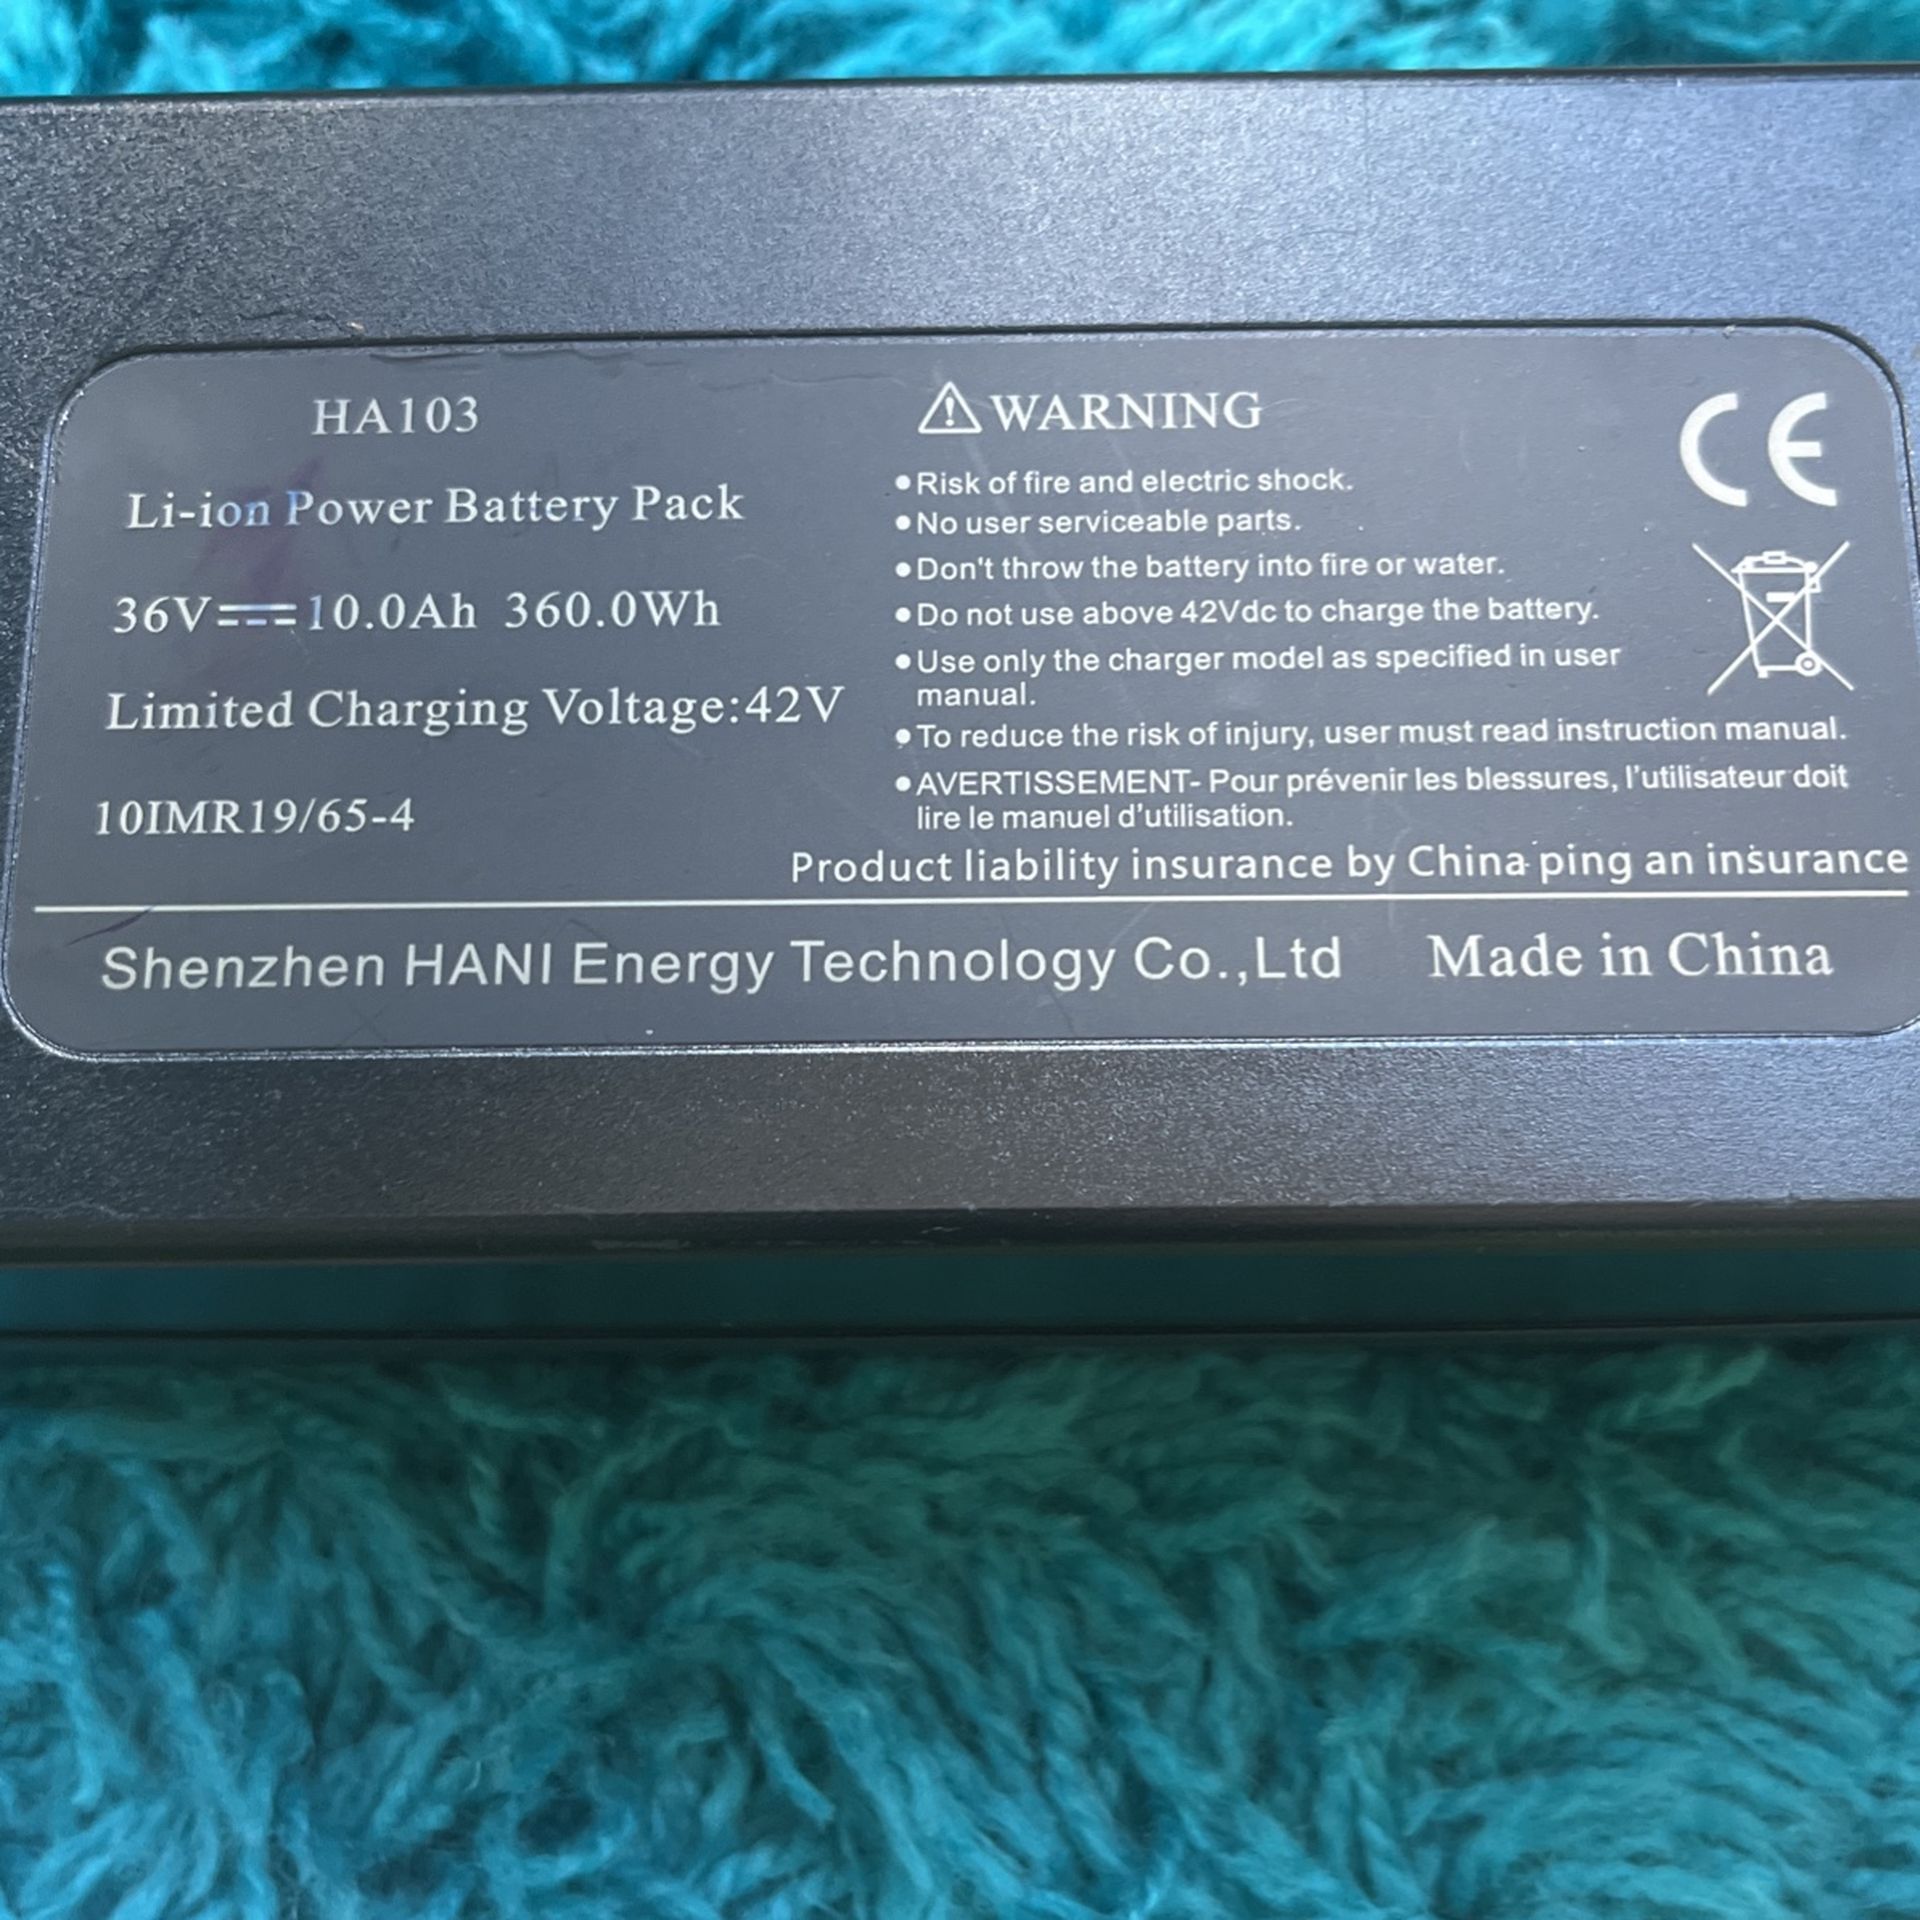 HA103
Li-ion Power Battery Pack
36V⎓10.0Ah 360.0Wh
Limited Charging Voltage:42V
10IMR19/65-4
⚠WARNING
•Risk of fire and electric shock.
•No user serviceable parts.
•Don't throw the battery into fire or water.
•Do not use above 42Vdc to charge the battery.
•Use only the charger model as specified in user
manual.
•To reduce the risk of injury, user must read instruction manual.
•AVERTISSEMENT- Pour prévenir les blessures, l'utilisateur doit
lire le manuel d'utilisation.
CE
Product liability insurance by China ping an insurance
Shenzhen HANI Energy Technology Co.,Ltd Made in China